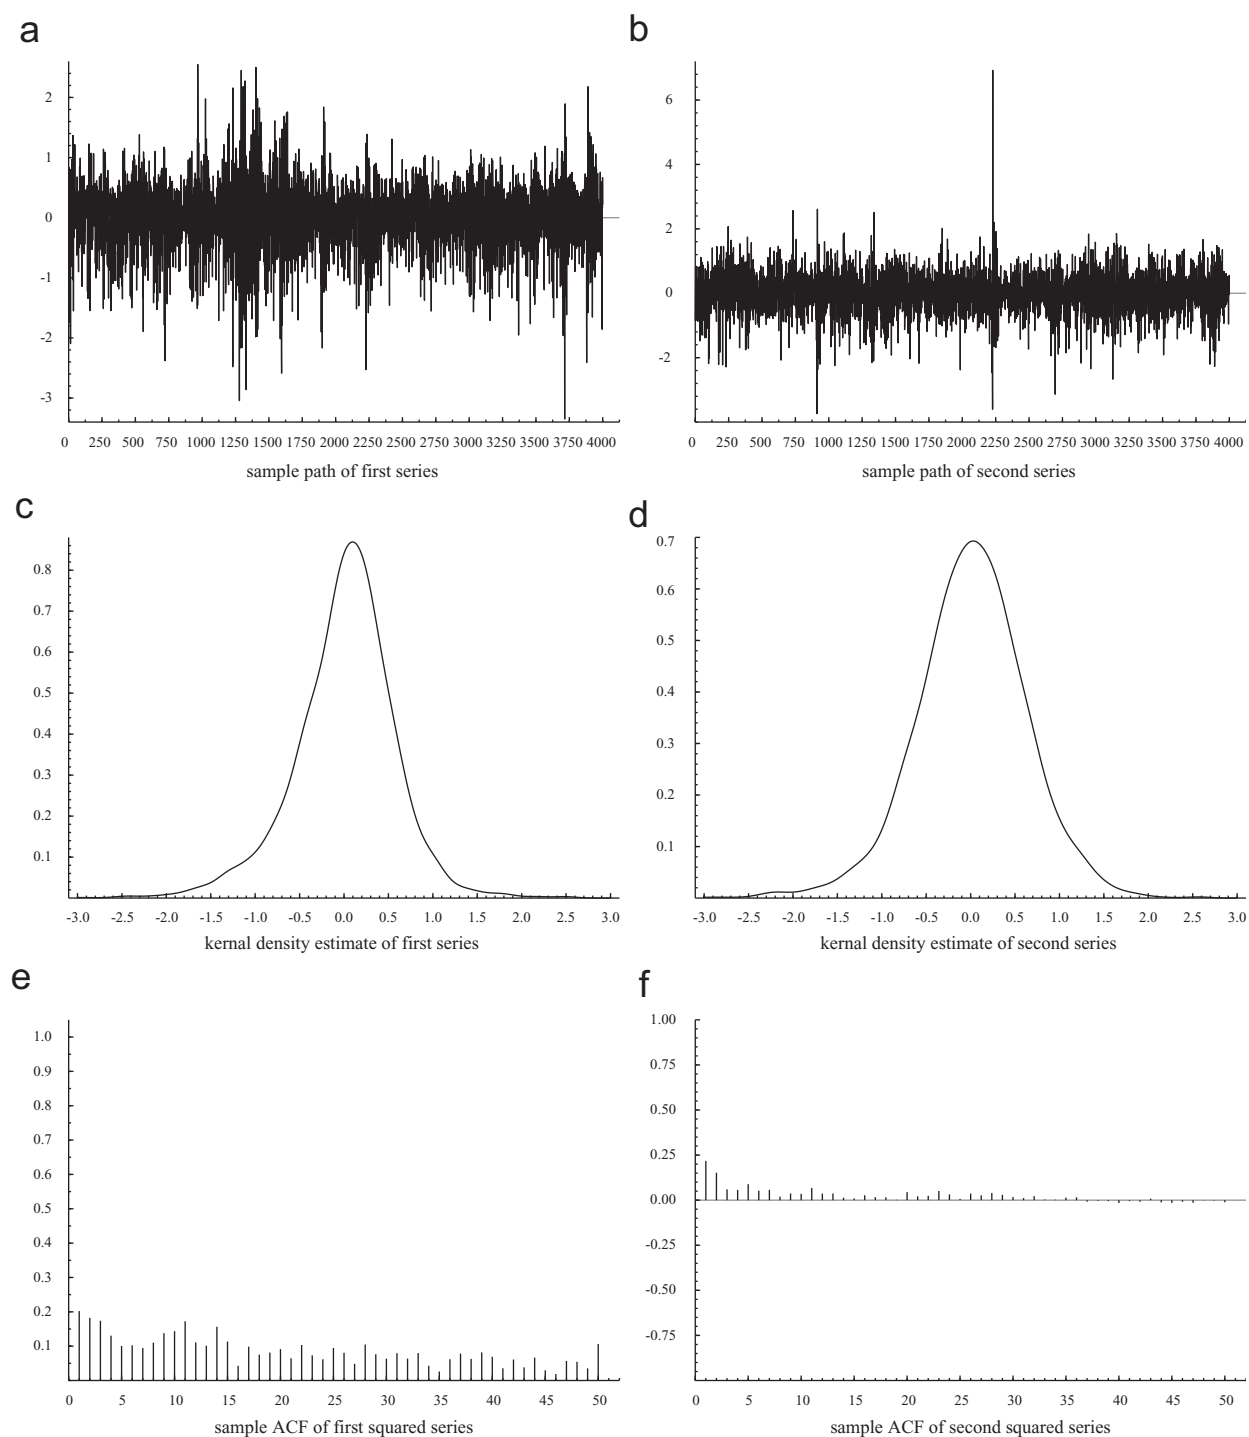 a
b
2
1
0
-1
-2
-3
0 250 500 750 1000 1250 1500 1750 2000 2250 2500 2750 3000 3250 3500 3750 4000
sample path of first series
6
4
2
0
-2
0 250 500 750 1000 1250 1500 1750 2000 2250 2500 2750 3000 3250 3500 3750 4000
sample path of second series
c
d
0.8
0.7
0.6
0.5
0.4
0.3
0.2
0.1
-3.0 -2.5 -2.0 -1.5 -1.0 -0.5 0.0 0.5 1.0 1.5 2.0 2.5 3.0
kernal density estimate of first series
0.7
0.6
0.5
0.4
0.3
0.2
0.1
-3.0 -2.5 -2.0 -1.5 -1.0 -0.5 0.0 0.5 1.0 1.5 2.0 2.5 3.0
kernal density estimate of second series
e
f
1.0
0.9
0.8
0.7
0.6
0.5
0.4
0.3
0.2
0.1
0 5 10 15 20 25 30 35 40 45 50
sample ACF of first squared series
1.00
0.75
0.50
0.25
0.00
-0.25
-0.50
-0.75
0 5 10 15 20 25 30 35 40 45 50
sample ACF of second squared series